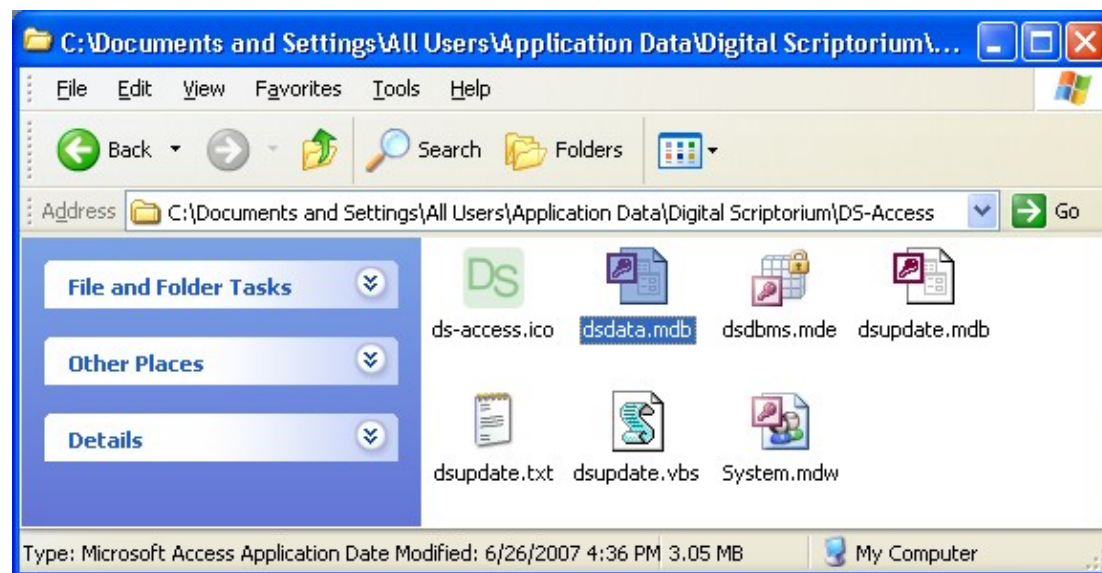 C:\Documents and Settings\All Users\Application Data\Digital Scriptorium\...
File Edit View Favorites Tools Help
Back Search Folders
Address C:\Documents and Settings\All Users\Application Data\Digital Scriptorium\DS-Access Go
File and Folder Tasks
Other Places
Details
DS
ds-access.ico dsdata.mdb dsdbms.mde dsupdate.mdb
dsupdate.txt dsupdate.vbs System.mdw
Type: Microsoft Access Application Date Modified: 6/26/2007 4:36 PM 3.05 MB My Computer